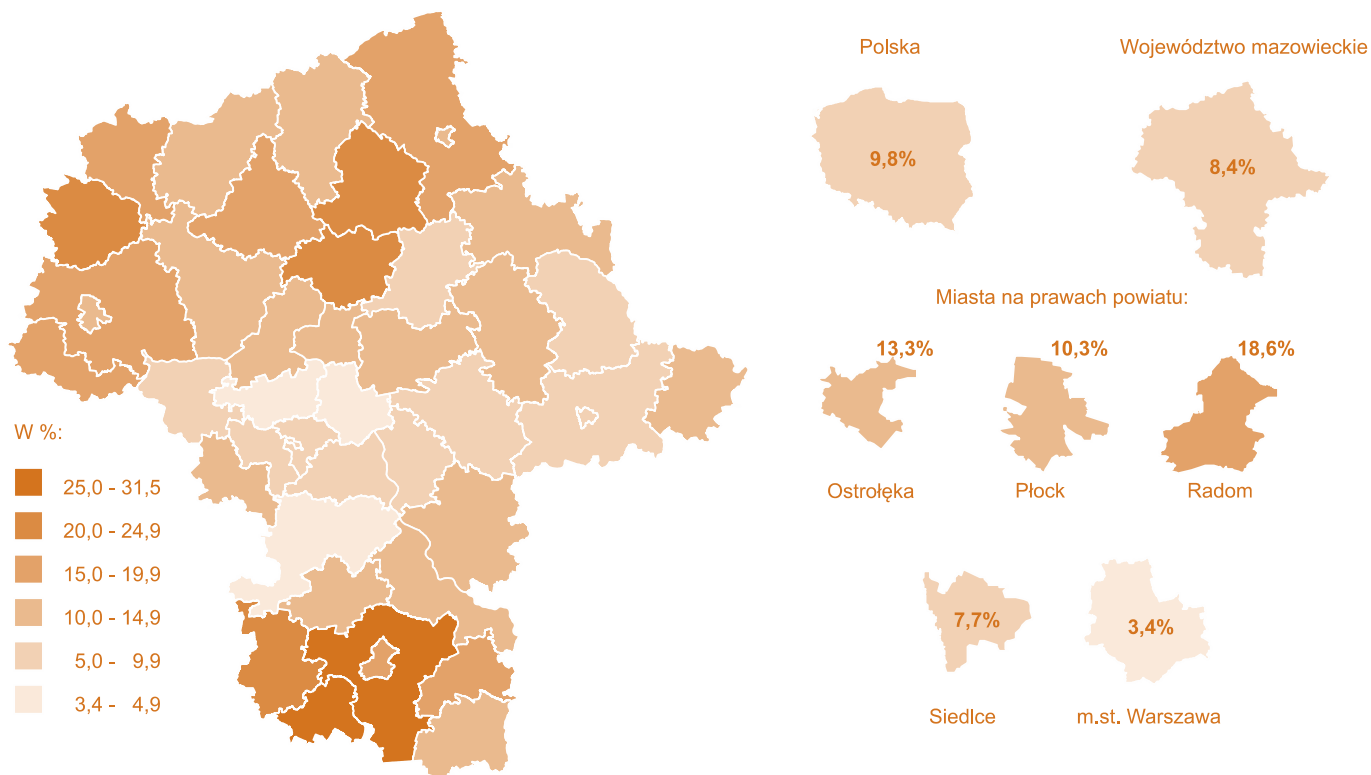 Polska
Województwo mazowieckie
9,8%
8,4%
Miasta na prawach powiatu:
13,3%
10,3%
18,6%
Ostrołęka
Płock
Radom
7,7%
3,4%
Siedlce
m.st. Warszawa
W %:
25,0 - 31,5
20,0 - 24,9
15,0 - 19,9
10,0 - 14,9
5,0 - 9,9
3,4 - 4,9